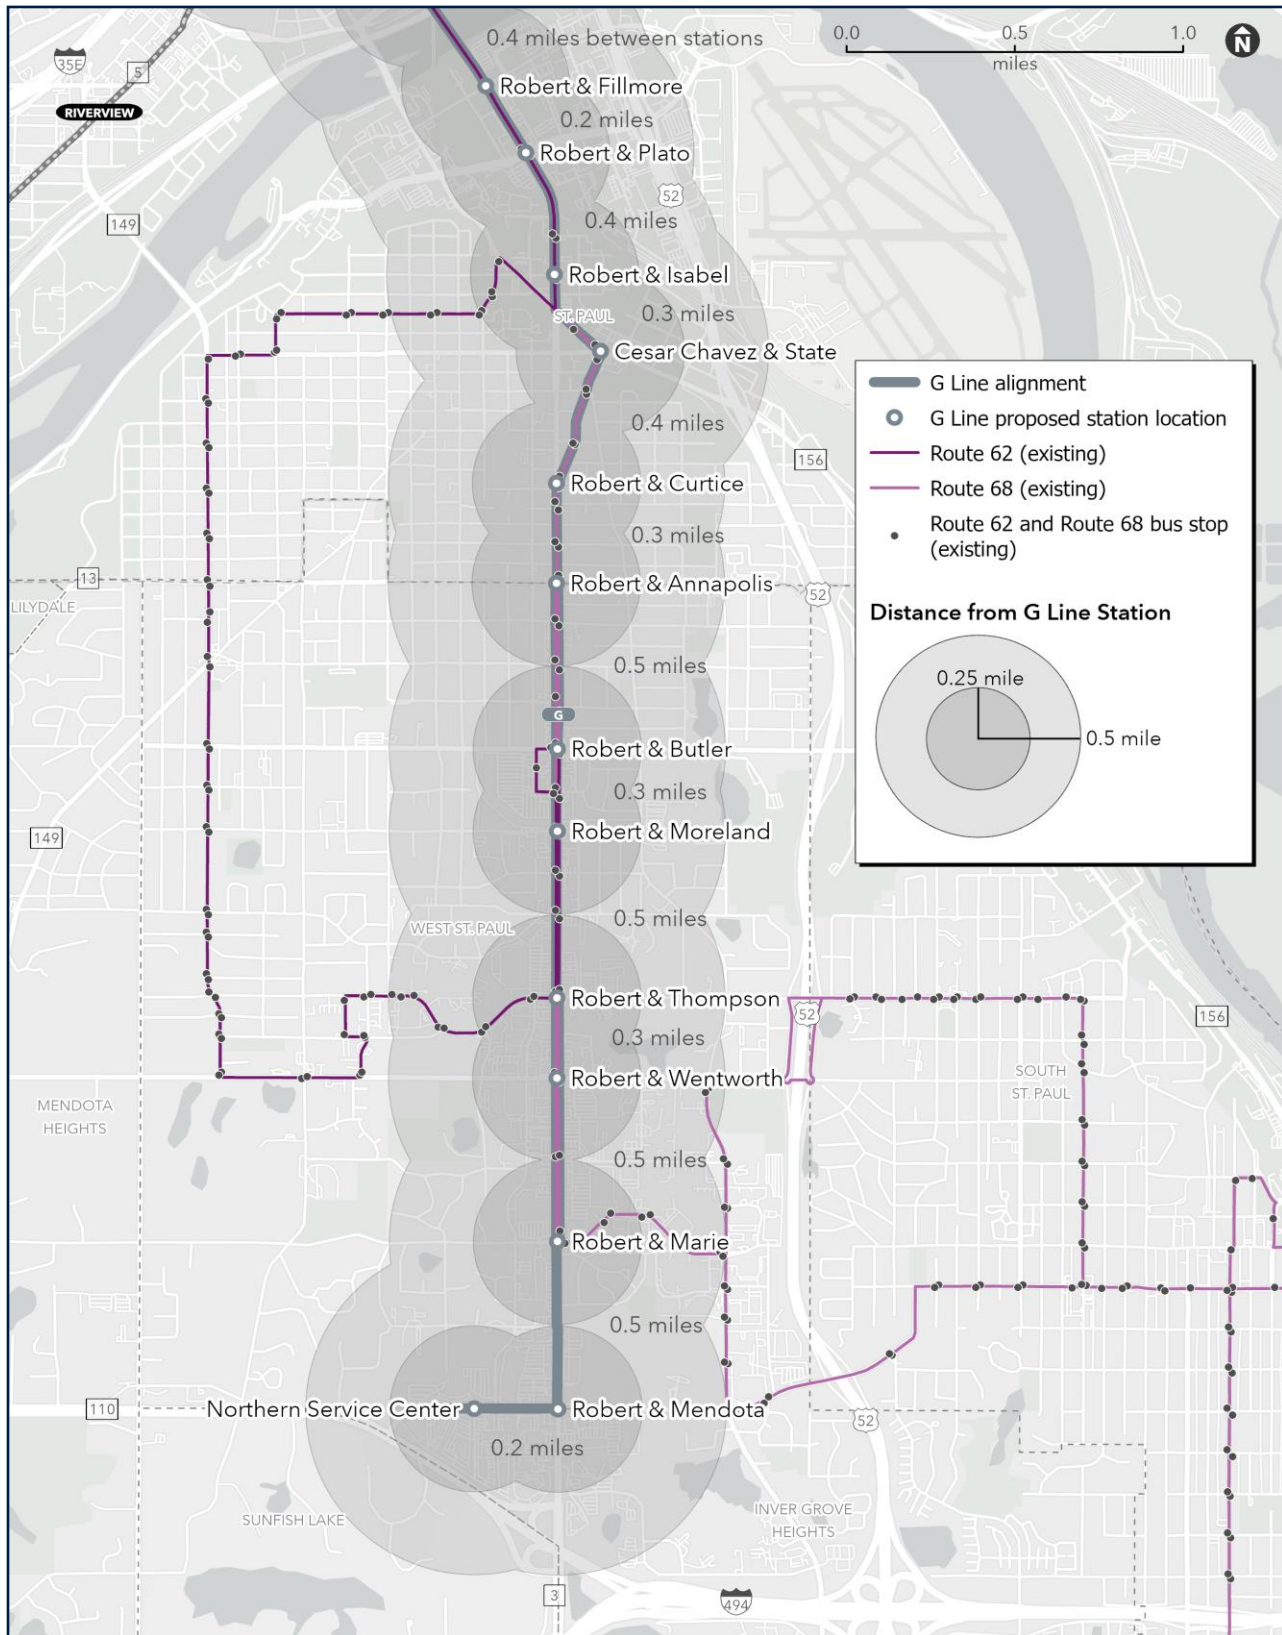 0.4 miles between stations
0.0
0.5
1.0
miles
N
35E
5
Robert & Fillmore
RIVERVIEW
0.2 miles
Robert & Plato
52
149
0.4 miles
Robert & Isabel
0.3 miles
ST. PAUL
Cesar Chavez & State
G Line alignment
G Line proposed station location
Route 62 (existing)
Route 68 (existing)
Route 62 and Route 68 bus stop
(existing)
Distance from G Line Station
0.25 mile
0.5 mile
0.4 miles
156
Robert & Curtice
0.3 miles
13
Robert & Annapolis
52
LILYDALE
0.5 miles
G
Robert & Butler
0.3 miles
149
Robert & Moreland
0.5 miles
WEST ST. PAUL
Robert & Thompson
52
156
0.3 miles
SOUTH
ST. PAUL
Robert & Wentworth
MENDOTA
HEIGHTS
0.5 miles
Robert & Marie
0.5 miles
110
Northern Service Center
Robert & Mendota
52
0.2 miles
SUNFISH LAKE
INVER GROVE
HEIGHTS
3
494